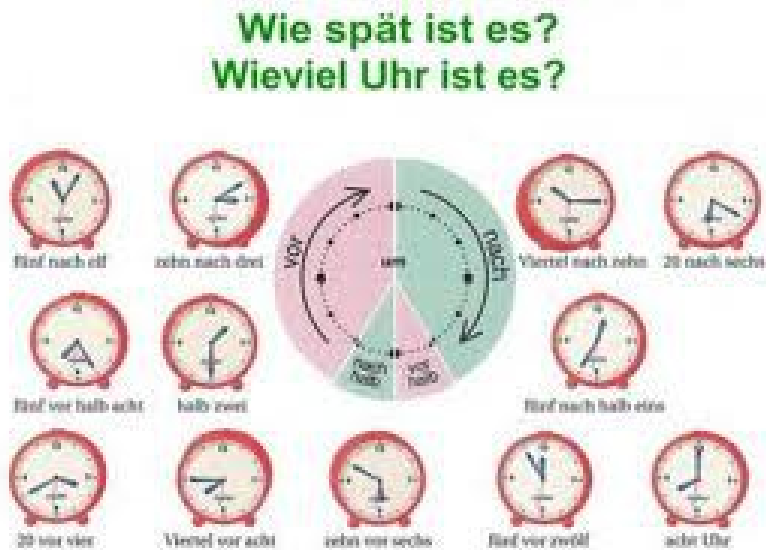 Wie spät ist es?
Wieviel Uhr ist es?
fünf nach elf
zehn nach drei
vor
um
nach
Viertel nach zehn
20 nach sechs
nach
halb
vor
halb
fünf vor halb acht
halb zwei
fünf nach halb eins
20 vor vier
Viertel vor acht
zehn vor sechs
fünf vor zwölf
acht Uhr